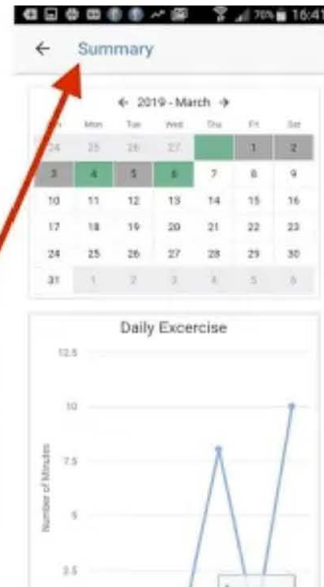 70% 16:41
← Summary
← 2019 - March →
Mon Tue Wed Thu Fri Sat
24 25 26 27 1 2
3 4 5 6 7 8 9
10 11 12 13 14 15 16
17 18 19 20 21 22 23
24 25 26 27 28 29 30
31 1 2 3 4 5 6
Daily Excercise
12.5
10
7.5
5
2.5
Number of Minutes